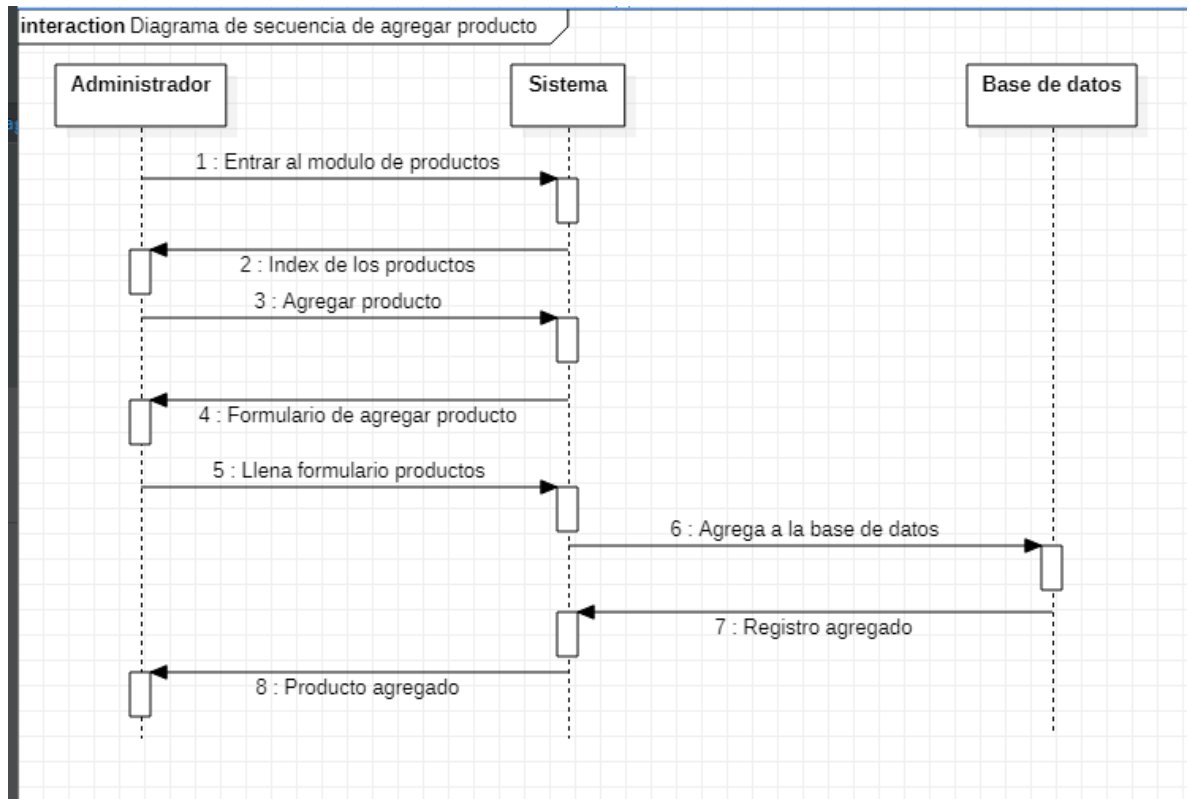 interaction Diagrama de secuencia de agregar producto
Administrador
Sistema
Base de datos
1 : Entrar al modulo de productos
2 : Index de los productos
3 : Agregar producto
4 : Formulario de agregar producto
5 : Llena formulario productos
6 : Agrega a la base de datos
7 : Registro agregado
8 : Producto agregado